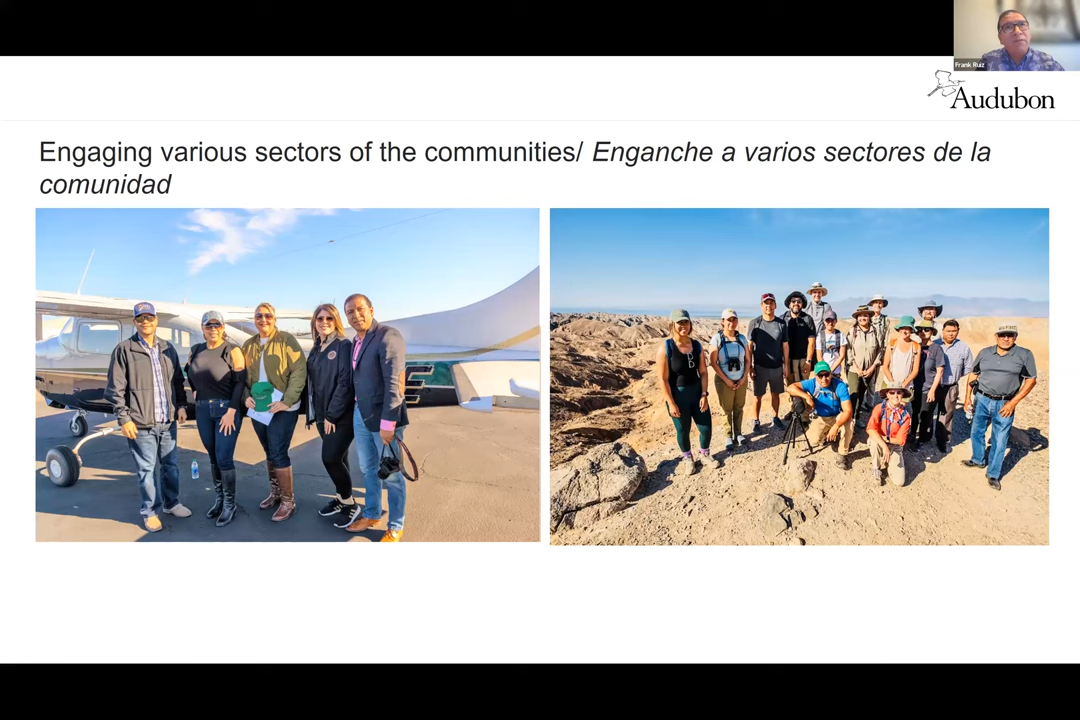 Frank Ruiz
Audubon
Engaging various sectors of the communities/ Enganche a varios sectores de la
comunidad